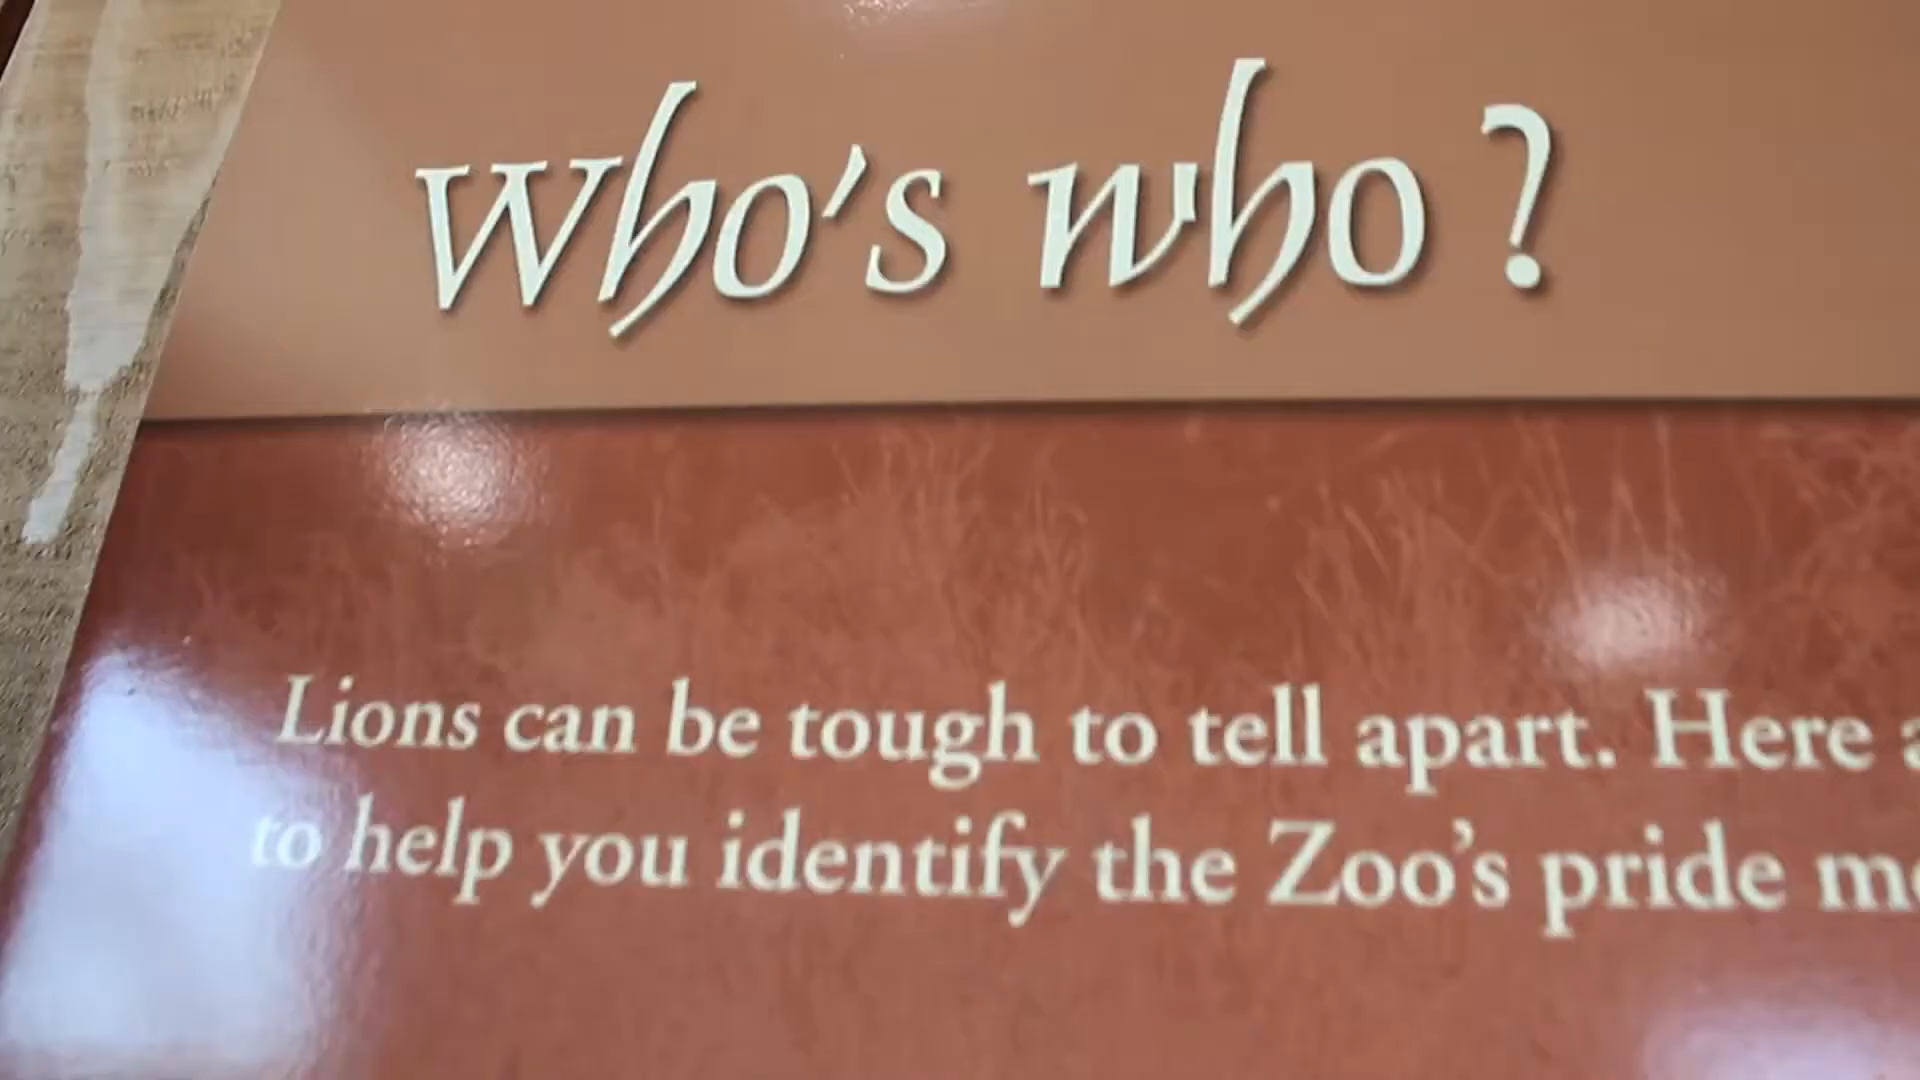 Who's who?
Lions can be tough to tell apart. Here
to help you identify the Zoo's pride